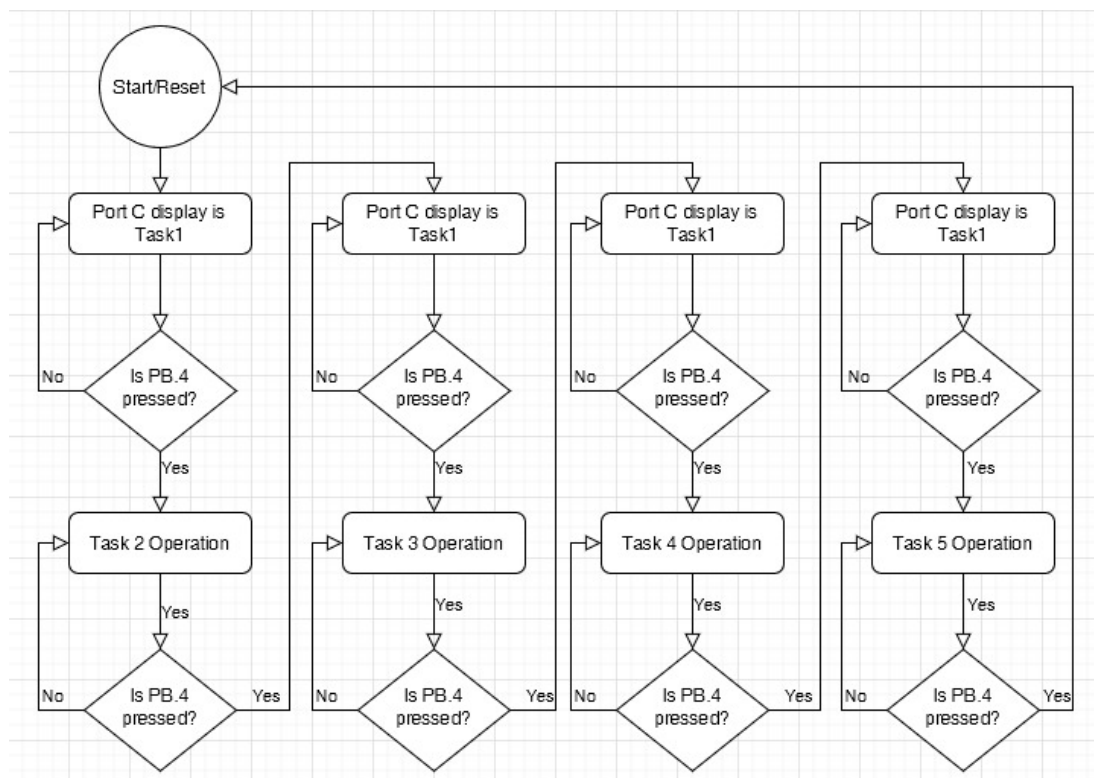 Start/Reset
Port C display is
Task1
Port C display is
Task1
Port C display is
Task1
Port C display is
Task1
No
Is PB.4
pressed?
No
Is PB.4
pressed?
No
Is PB.4
pressed?
No
Is PB.4
pressed?
Yes
Yes
Yes
Yes
Task 2 Operation
Task 3 Operation
Task 4 Operation
Task 5 Operation
Yes
Yes
Yes
Yes
No
Is PB.4
pressed?
Yes
No
Is PB.4
pressed?
Yes
No
Is PB.4
pressed?
Yes
No
Is PB.4
pressed?
Yes